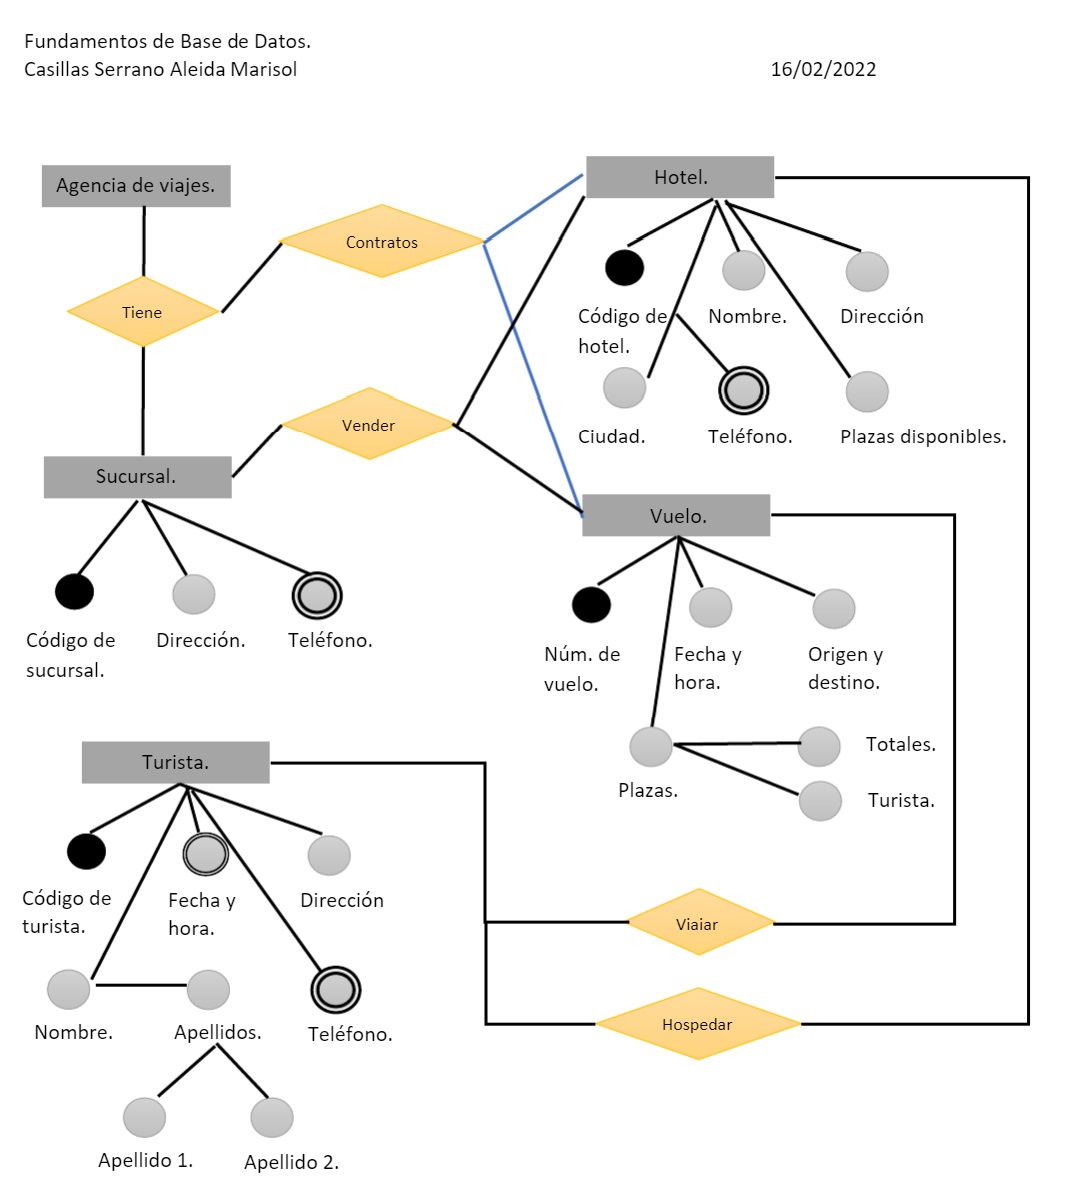 Fundamentos de Base de Datos.
Casillas Serrano Aleida Marisol
16/02/2022
Agencia de viajes.
Contratos
Tiene
Vender
Sucursal.
Código de
sucursal.
Dirección.
Teléfono.
Hotel.
Código de
hotel.
Nombre.
Dirección
Ciudad.
Teléfono.
Plazas disponibles.
Vuelo.
Núm. de
vuelo.
Fecha y
hora.
Origen y
destino.
Plazas.
Totales.
Turista.
Turista.
Código de
turista.
Fecha y
hora.
Dirección
Nombre.
Apellidos.
Teléfono.
Apellido 1.
Apellido 2.
Viaiar
Hospedar